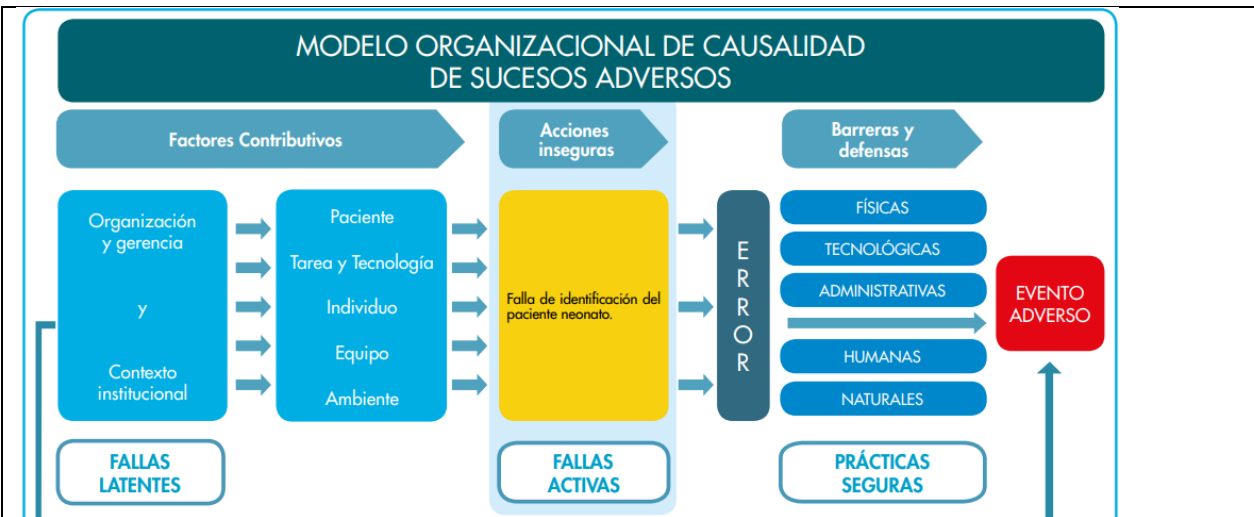 MODELO ORGANIZACIONAL DE CAUSALIDAD
DE SUCESOS ADVERSOS
Factores Contributivos
Acciones
inseguras
Barreras y
defensas
Organización
y gerencia
y
Contexto
institucional
Paciente
Tarea y Tecnología
Individuo
Equipo
Ambiente
Falla de identificación del
paciente neonato.
E
R
R
O
R
FÍSICAS
TECNOLÓGICAS
ADMINISTRATIVAS
HUMANAS
NATURALES
EVENTO
ADVERSO
FALLAS
LATENTES
FALLAS
ACTIVAS
PRÁCTICAS
SEGURAS